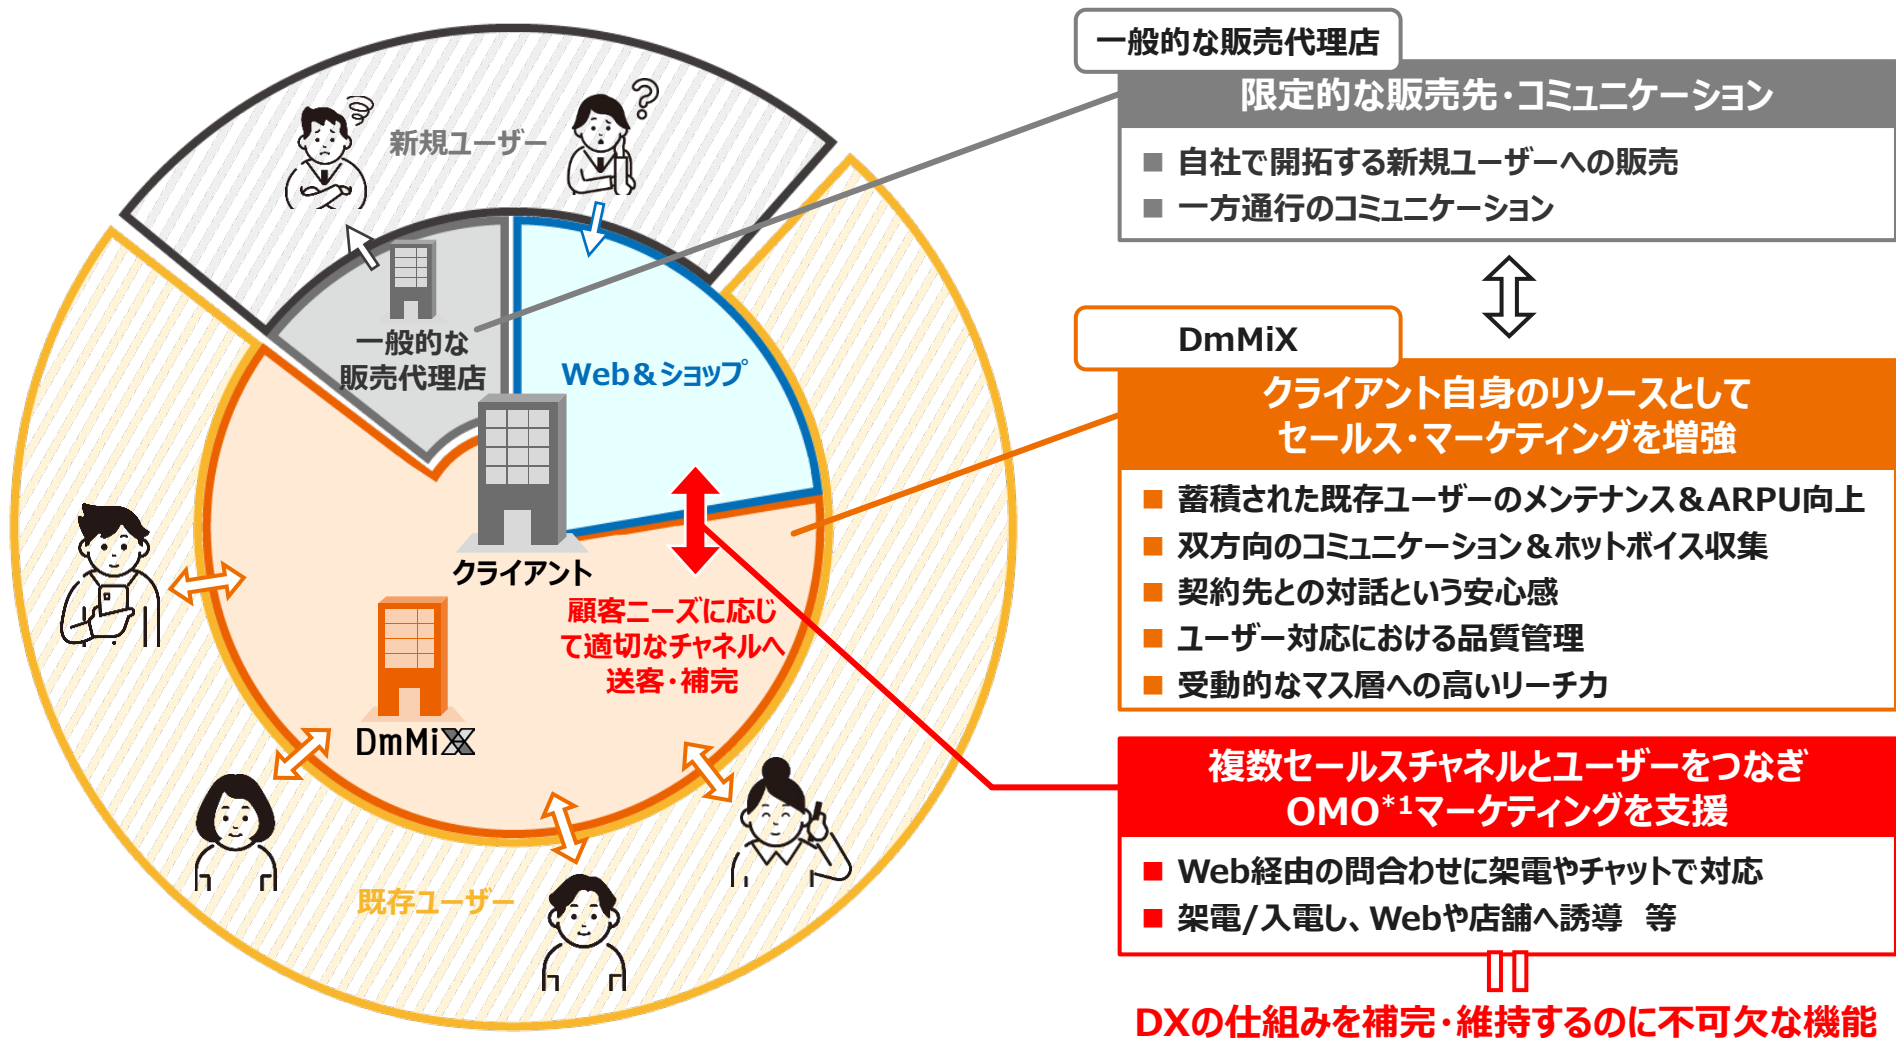 新規ユーザー
一般的な
販売代理店
Web&ショップ
クライアント
顧客ニーズに応じ
て適切なチャネルへ
送客・補完
DmMiX
既存ユーザー
一般的な販売代理店
限定的な販売先・コミュニケーション
■ 自社で開拓する新規ユーザーへの販売
■ 一方通行のコミュニケーション
DmMiX
クライアント自身のリソースとして
セールス・マーケティングを増強
■ 蓄積された既存ユーザーのメンテナンス&ARPU向上
■ 双方向のコミュニケーション&ホットボイス収集
■ 契約先との対話という安心感
■ ユーザー対応における品質管理
■ 受動的なマス層への高いリーチ力
複数セールスチャネルとユーザーをつなぎ
OMO*1マーケティングを支援
■ Web経由の問合わせに架電やチャットで対応
■ 架電/入電し、Webや店舗へ誘導 等
DXの仕組みを補完・維持するのに不可欠な機能